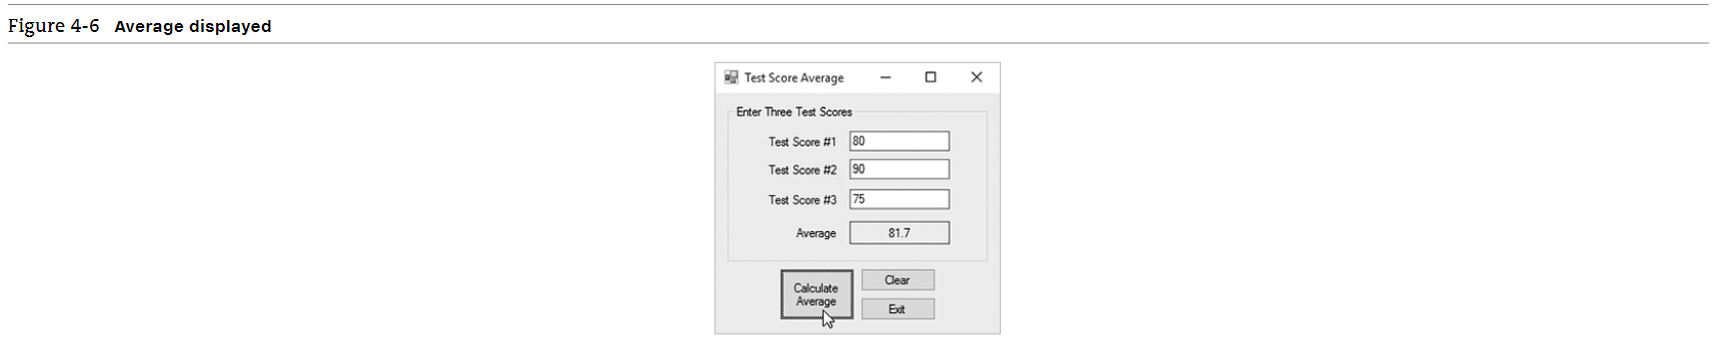 Figure 4-6 Average displayed
Test Score Average
Enter Three Test Scores
Test Score #1 80
Test Score #2 90
Test Score #3 75
Average 81.7
Calculate
Average
Clear
Exit